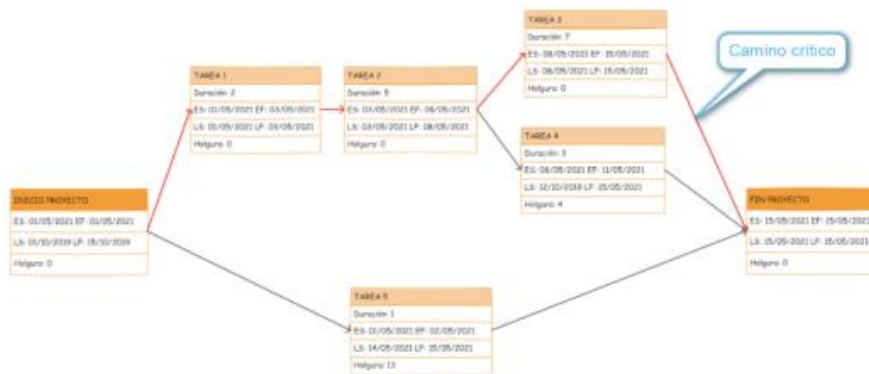 TAREA 3
Duración: 7
ES: 08/05/2021 EF: 15/05/2021
LS: 08/05/2021 LF: 15/05/2021
Holgura: 0
Camino crítico
TAREA 1
Duración: 2
ES: 01/05/2021 EF: 03/05/2021
LS: 01/05/2021 LF: 03/05/2021
Holgura: 0
TAREA 2
Duración: 5
ES: 03/05/2021 EF: 08/05/2021
LS: 03/05/2021 LF: 08/05/2021
Holgura: 0
TAREA 4
Duración: 3
ES: 08/05/2021 EF: 11/05/2021
LS: 12/10/2019 LF: 15/05/2021
Holgura: 4
INICIO PROYECTO
ES: 01/05/2021 EF: 01/05/2021
LS: 01/10/2019 LF: 15/10/2019
Holgura: 0
FIN PROYECTO
ES: 15/05/2021 EF: 15/05/2021
LS: 15/05/2021 LF: 15/05/2021
Holgura: 0
TAREA 5
Duración: 1
ES: 01/05/2021 EF: 02/05/2021
LS: 14/05/2021 LF: 15/05/2021
Holgura: 13